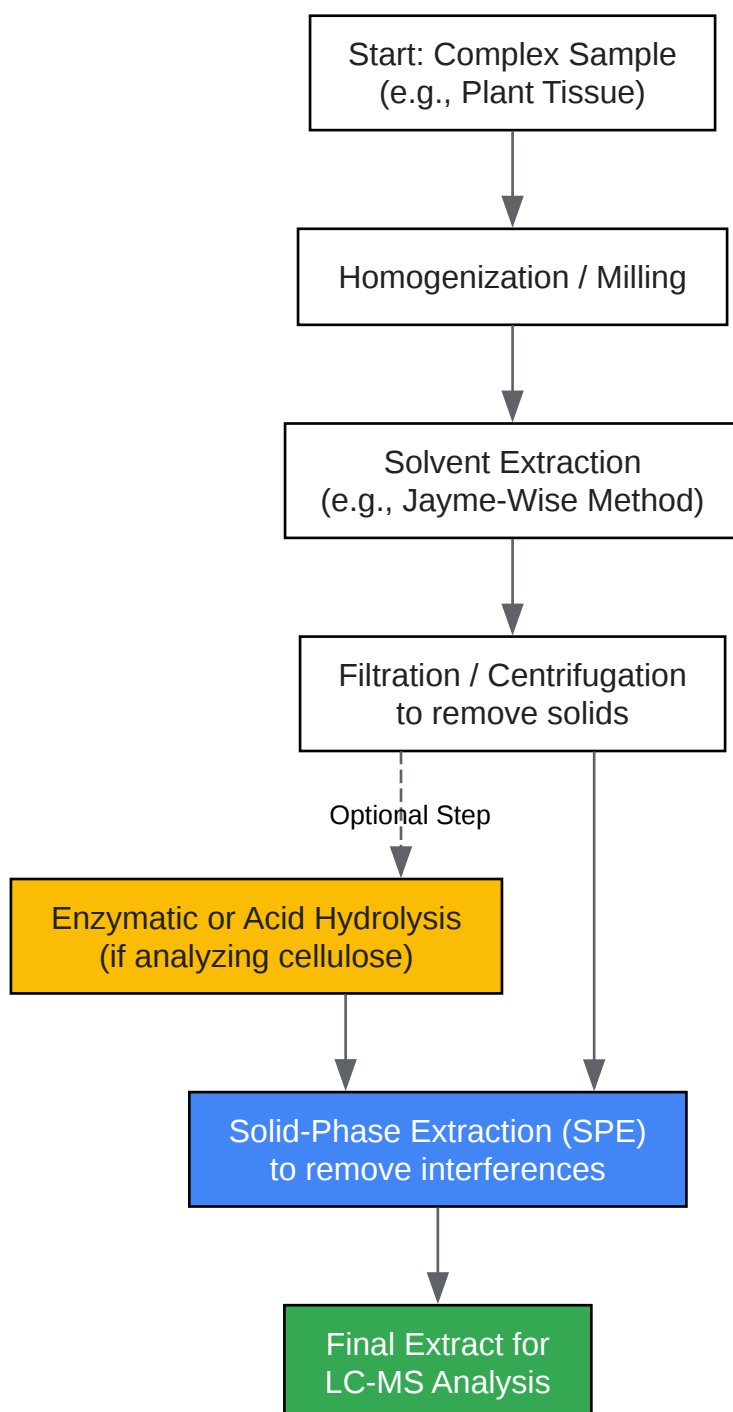 Start: Complex Sample
(e.g., Plant Tissue)
Homogenization / Milling
Solvent Extraction
(e.g., Jayme-Wise Method)
Filtration / Centrifugation
to remove solids
Optional Step
Enzymatic or Acid Hydrolysis
(if analyzing cellulose)
Solid-Phase Extraction (SPE)
to remove interferences
Final Extract for
LC-MS Analysis